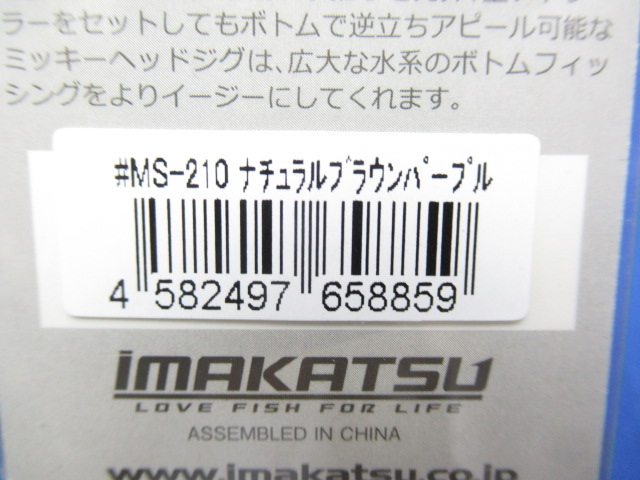 ラーをセットしてもボトムで逆立ちアピール可能な
ミッキーヘッドジグは、広大な水系のボトムフィッ
シングをよりイージーにしてくれます。
#MS-210 ナチュラルブラウンパープル
4 582497 658859
imakatsu
LOVE FISH FOR LIFE
ASSEMBLED IN CHINA
www.imakatsu.co.jp